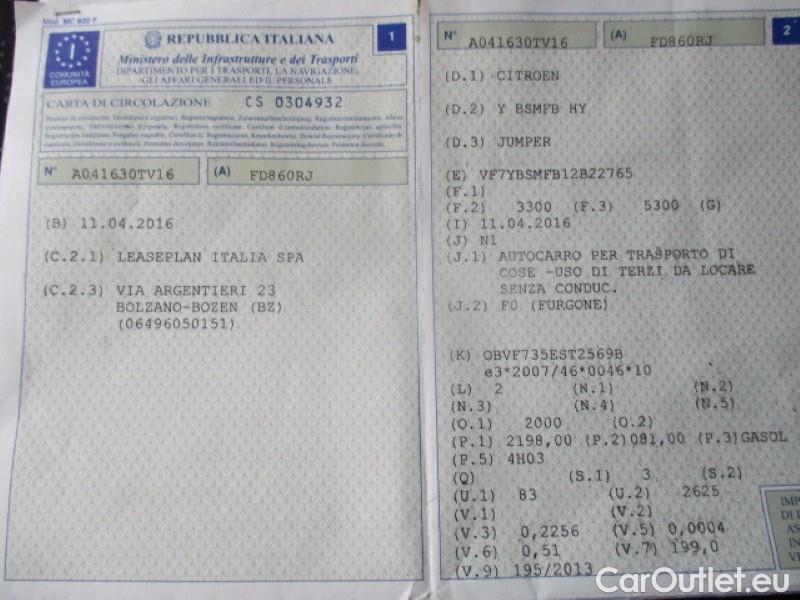 Mod. MC 820 F
I
COMUNITÀ
EUROPEA
REPUBBLICA ITALIANA
1
Ministero delle Infrastrutture e dei Trasporti
DIPARTIMENTO PER I TRASPORTI, LA NAVIGAZIONE,
GLI AFFARI GENERALI ED IL PERSONALE
CARTA DI CIRCOLAZIONE CS 0304932
N° A041630TV16 (A) FD860RJ
(B) 11.04.2016
(C.2.1) LEASEPLAN ITALIA SPA
(C.2.3) VIA ARGENTIERI 23
BOLZANO-BOZEN (BZ)
(06496050151)
N° A041630TV16 (A) FD860RJ
2
(D.1) CITROEN
(D.2) Y BSMFB HY
(D.3) JUMPER
(E) VF7YBSMFB12B22765
(F.1)
(F.2) 3300 (F.3) 5300 (G)
(I) 11.04.2016
(J) N1
(J.1) AUTOCARRO PER TRASPORTO DI
COSE -USO DI TERZI DA LOCARE
SENZA CONDUC.
(J.2) F0 (FURGONE)
(K) OBVF735EST2569B
e3*2007/46*0046*10
(L) 2 (N.1) (N.2)
(N.3) (N.4) (N.5)
(O.1) 2000 (O.2)
(P.1) 2198,00 (P.2)081,00 (P.3)GASOL
(P.5) 4H03
(Q) (S.1) 3 (S.2)
(U.1) 83 (U.2) 2625
(V.1) (V.2)
(V.3) 0,2256 (V.5) 0,0004
(V.6) 0,51 (V.7) 199,0
(V.9) 195/2013
IMP
DI
AS
IN
VE
CarOutlet.eu